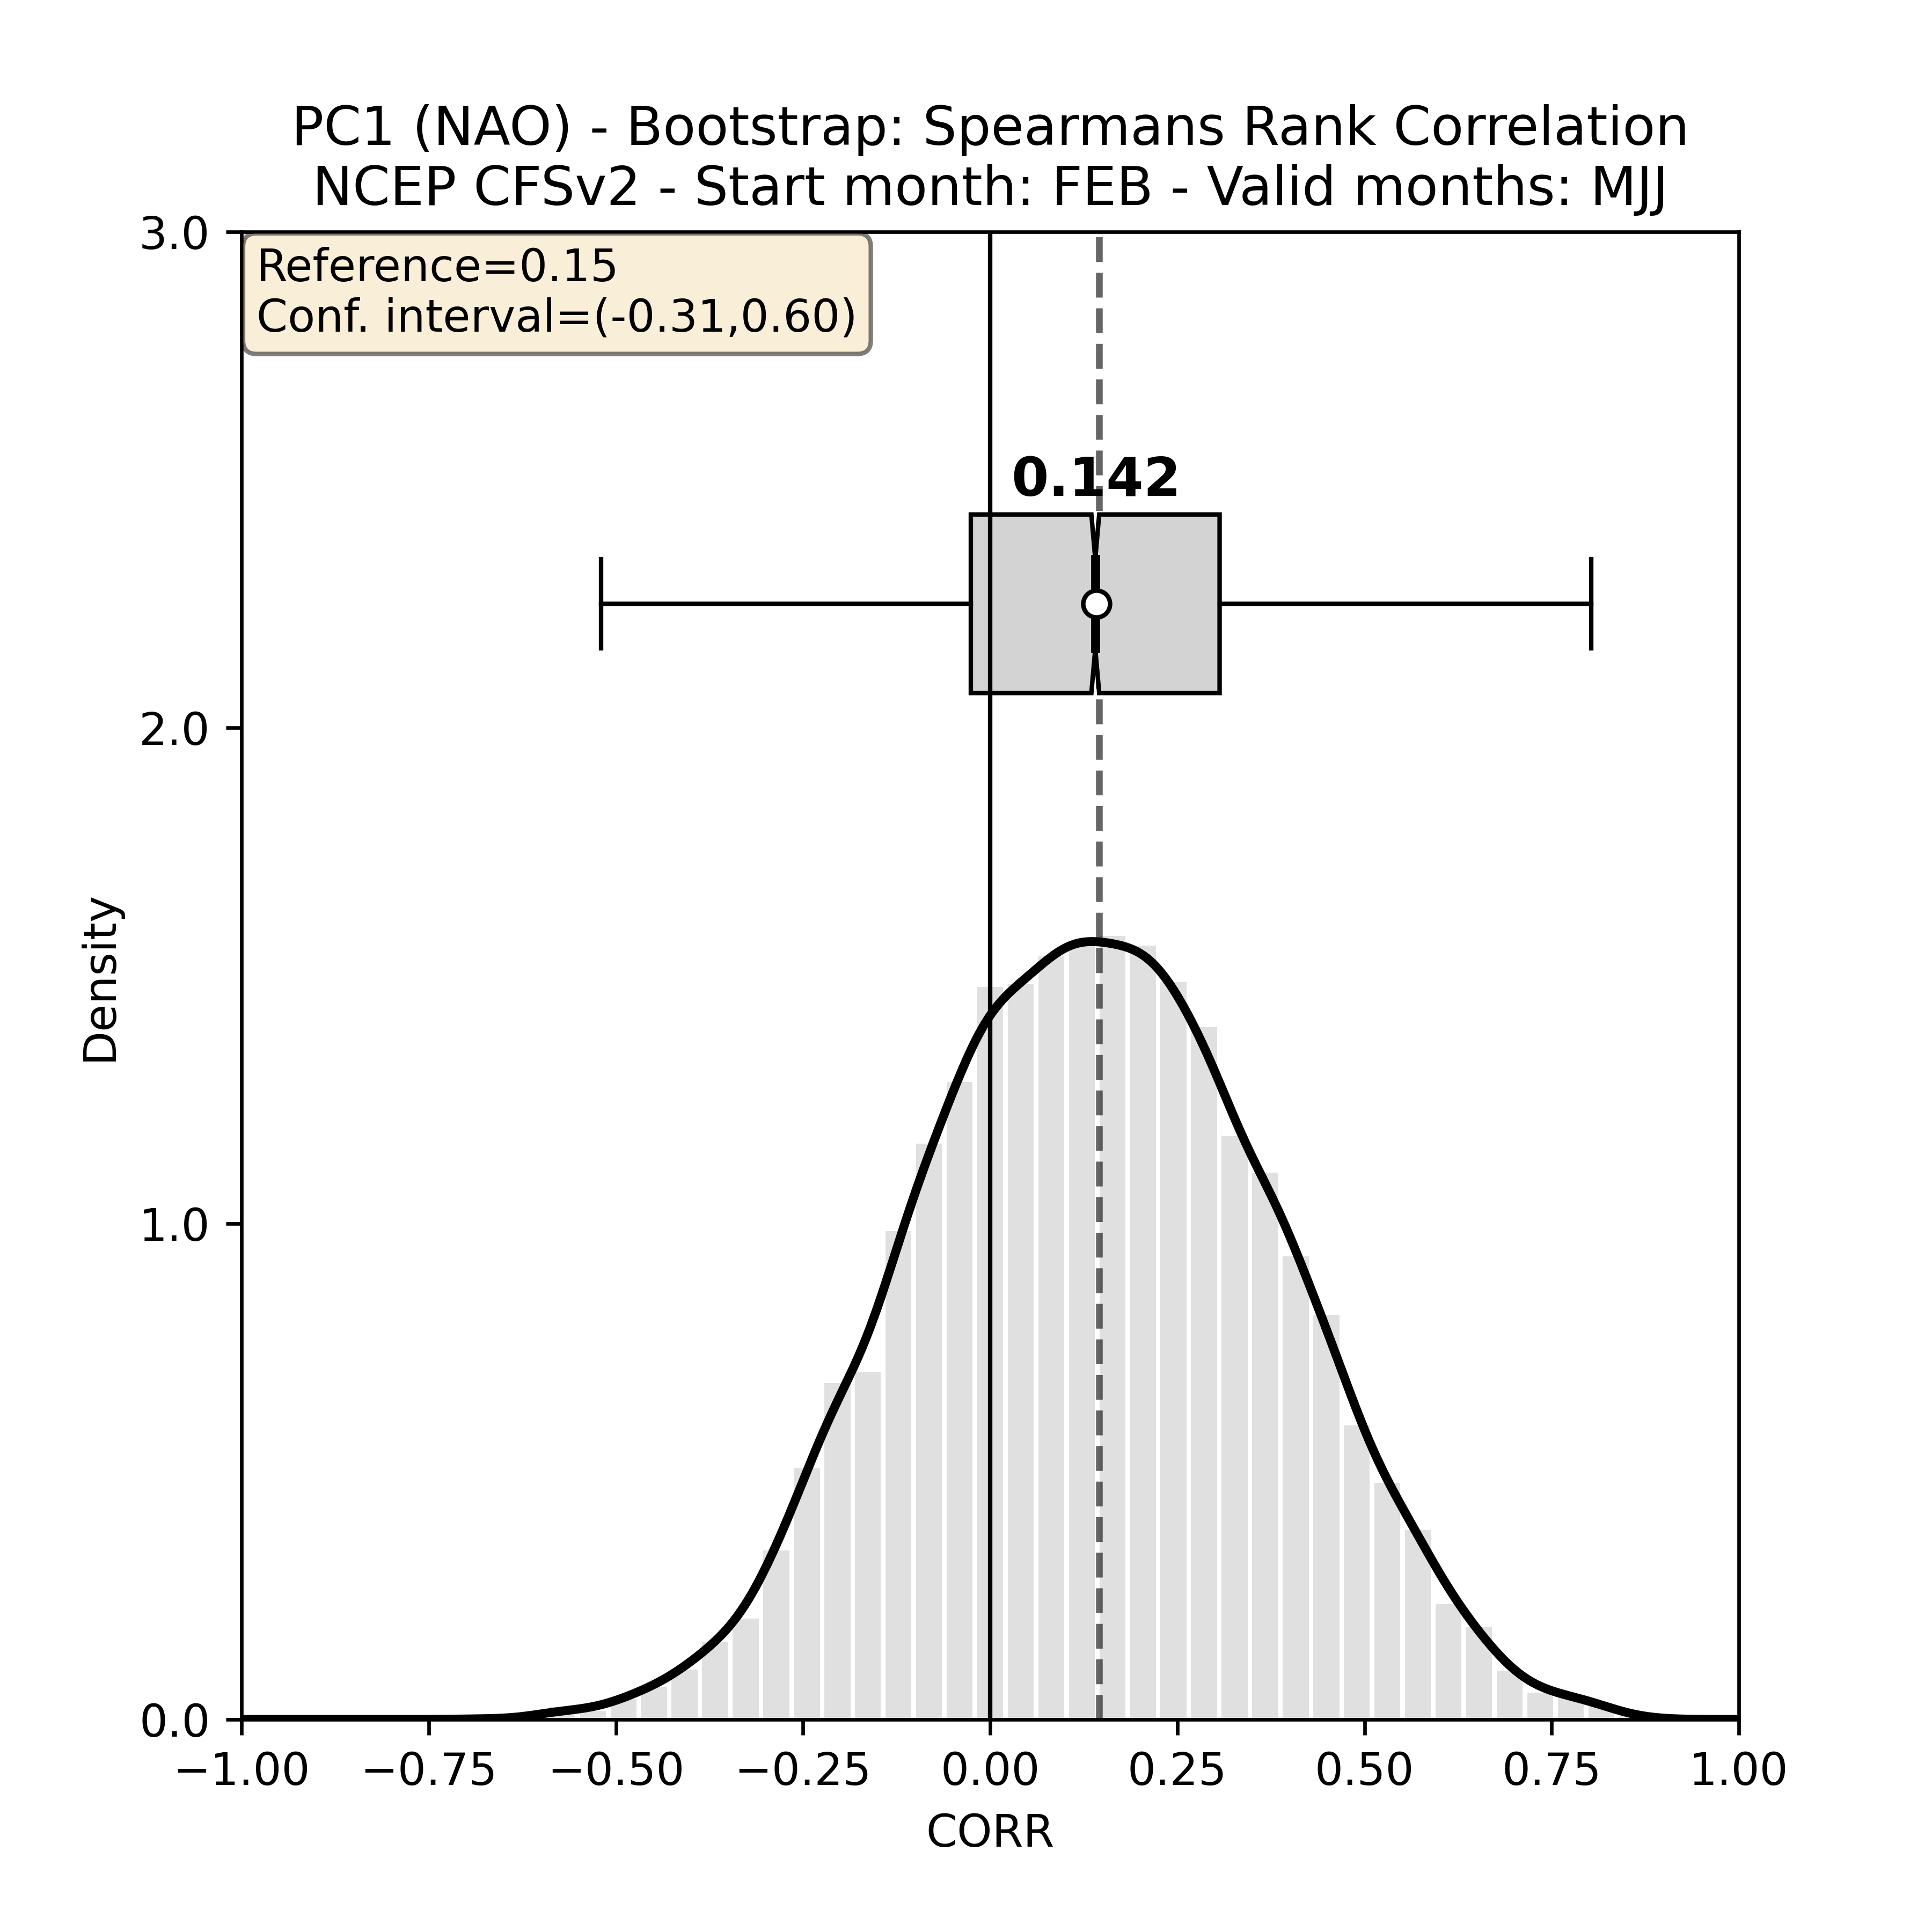 PC1 (NAO) - Bootstrap: Spearmans Rank Correlation
NCEP CFSv2 - Start month: FEB - Valid months: MJJ
3.0
Reference=0.15
Conf. interval=(-0.31,0.60)
0.142
2.0
Density
1.0
0.0
−1.00 −0.75 −0.50 −0.25 0.00 0.25 0.50 0.75 1.00
CORR